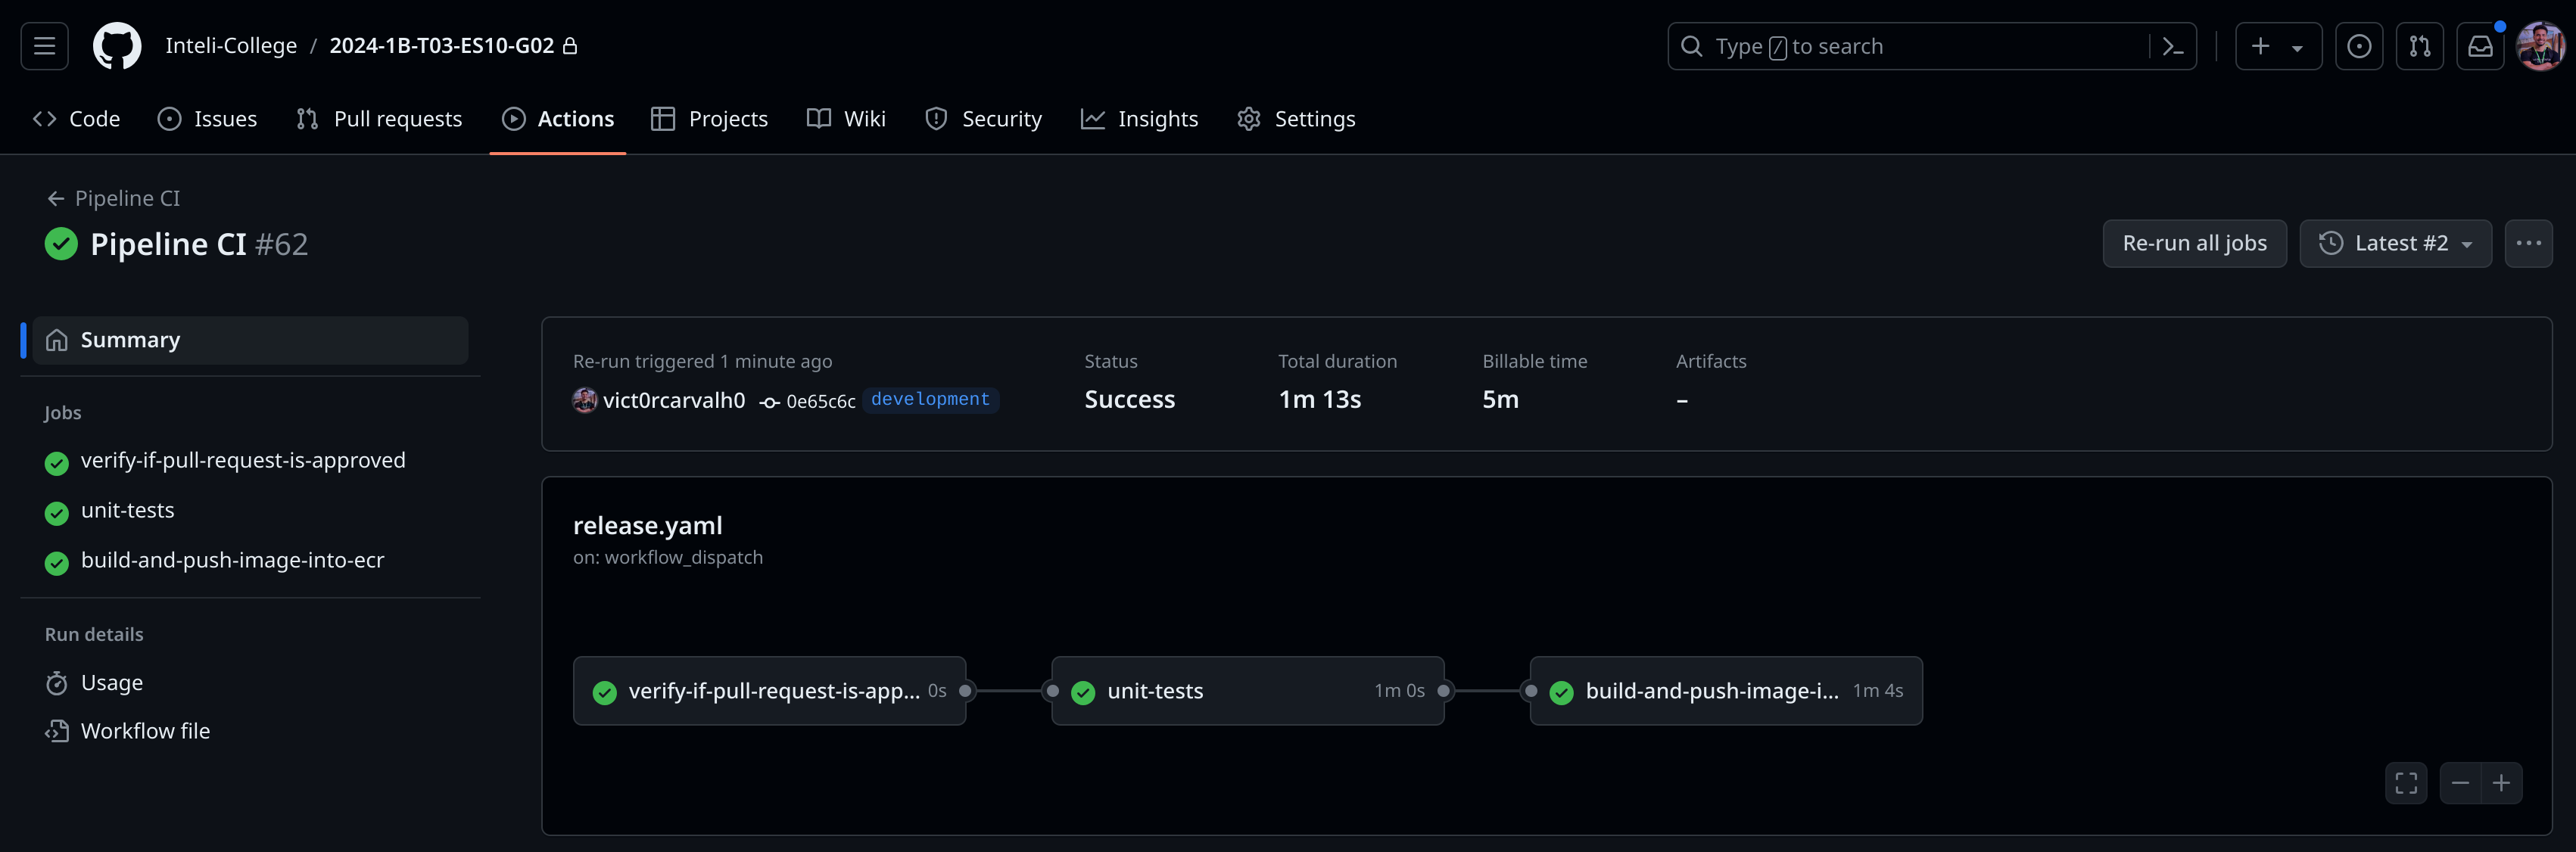 Inteli-College / 2024-1B-T03-ES10-G02
Type / to search
Code Issues Pull requests Actions Projects Wiki Security Insights Settings
Pipeline CI
Pipeline CI #62
Re-run all jobs
Latest #2
Summary
Jobs
verify-if-pull-request-is-approved
unit-tests
build-and-push-image-into-ecr
Run details
Usage
Workflow file
Re-run triggered 1 minute ago
vict0rcarvalh0 0e65c6c development
Status
Success
Total duration
1m 13s
Billable time
5m
Artifacts
–
release.yaml
on: workflow_dispatch
verify-if-pull-request-is-app... 0s
unit-tests 1m 0s
build-and-push-image-i... 1m 4s